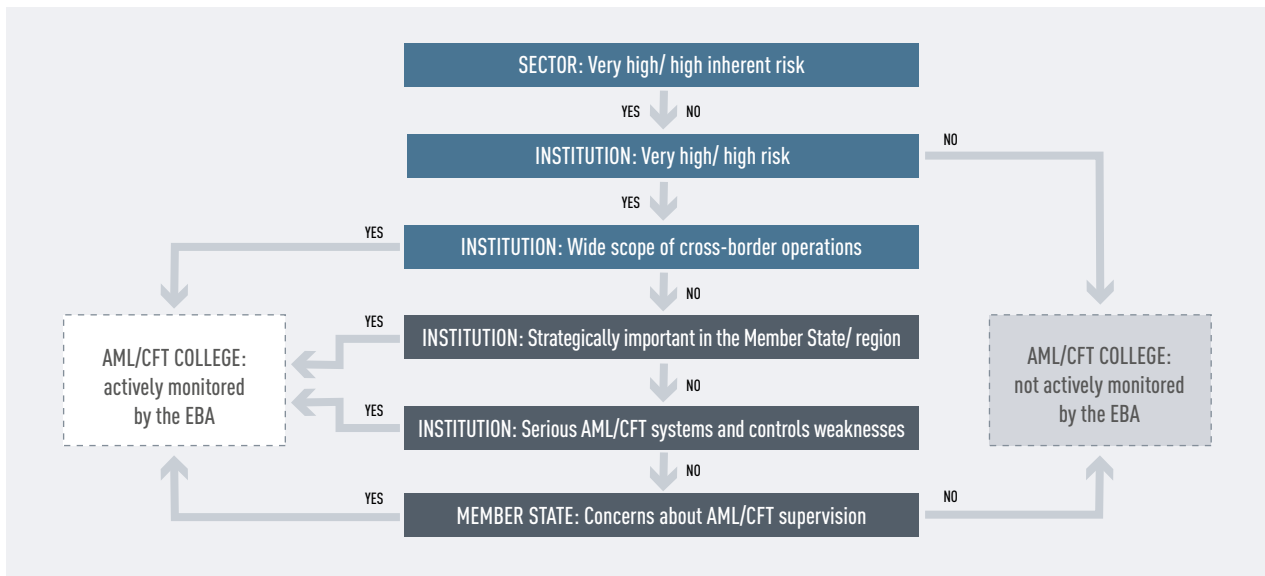 SECTOR: Very high/ high inherent risk
YES
NO
INSTITUTION: Very high/ high risk
NO
YES
YES
INSTITUTION: Wide scope of cross-border operations
NO
YES
INSTITUTION: Strategically important in the Member State/ region
AML/CFT COLLEGE:
actively monitored
by the EBA
AML/CFT COLLEGE:
not actively monitored
by the EBA
NO
YES
INSTITUTION: Serious AML/CFT systems and controls weaknesses
NO
YES
MEMBER STATE: Concerns about AML/CFT supervision
NO